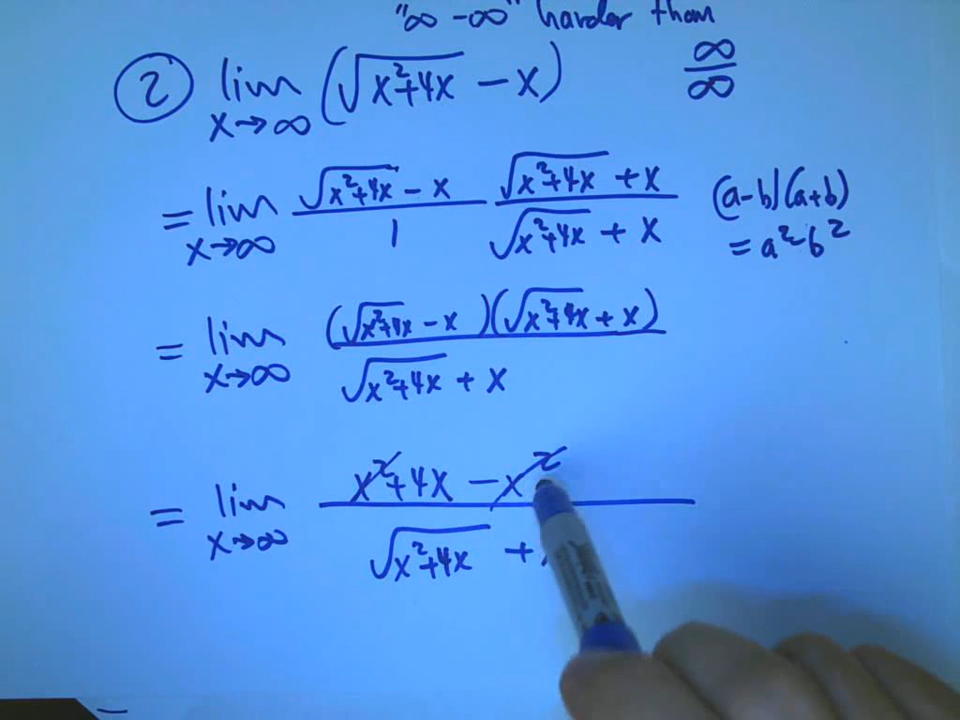 "∞ -∞" harder than
② lim x→∞ (√(x²+4x) - x) ∞/∞
= lim x→∞ (√(x²+4x) - x)/1 (√(x²+4x) + x)/(√(x²+4x) + x) (a-b)(a+b)
= a²-b²
= lim x→∞ (√(x²+4x) - x)(√(x²+4x) + x)/(√(x²+4x) + x)
= lim x→∞ (x²+4x - x²)/(√(x²+4x) +